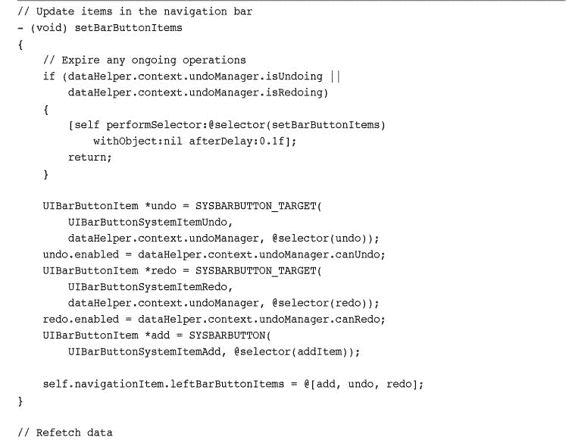 // Update items in the navigation bar
- (void) setBarButtonItems
{
// Expire any ongoing operations
if (dataHelper.context.undoManager.isUndoing ||
dataHelper.context.undoManager.isRedoing)
{
[self performSelector:@selector(setBarButtonItems)
withObject:nil afterDelay:0.1f];
return;
}
UIBarButtonItem *undo = SYSBARBUTTON_TARGET(
UIBarButtonSystemItemUndo,
dataHelper.context.undoManager, @selector(undo));
undo.enabled = dataHelper.context.undoManager.canUndo;
UIBarButtonItem *redo = SYSBARBUTTON_TARGET(
UIBarButtonSystemItemRedo,
dataHelper.context.undoManager, @selector(redo));
redo.enabled = dataHelper.context.undoManager.canRedo;
UIBarButtonItem *add = SYSBARBUTTON(
UIBarButtonSystemItemAdd, @selector(addItem));
self.navigationItem.leftBarButtonItems = @[add, undo, redo];
}
// Refetch data